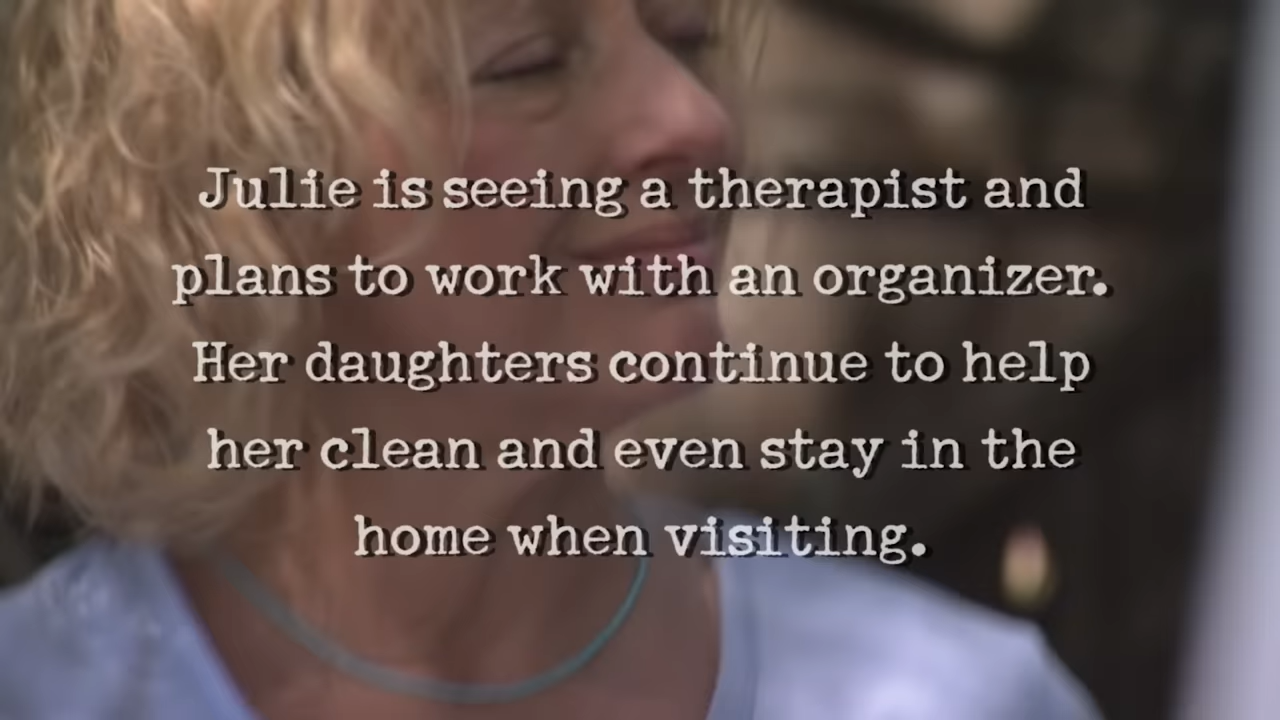 Julie is seeing a therapist and
plans to work with an organizer.
Her daughters continue to help
her clean and even stay in the
home when visiting.